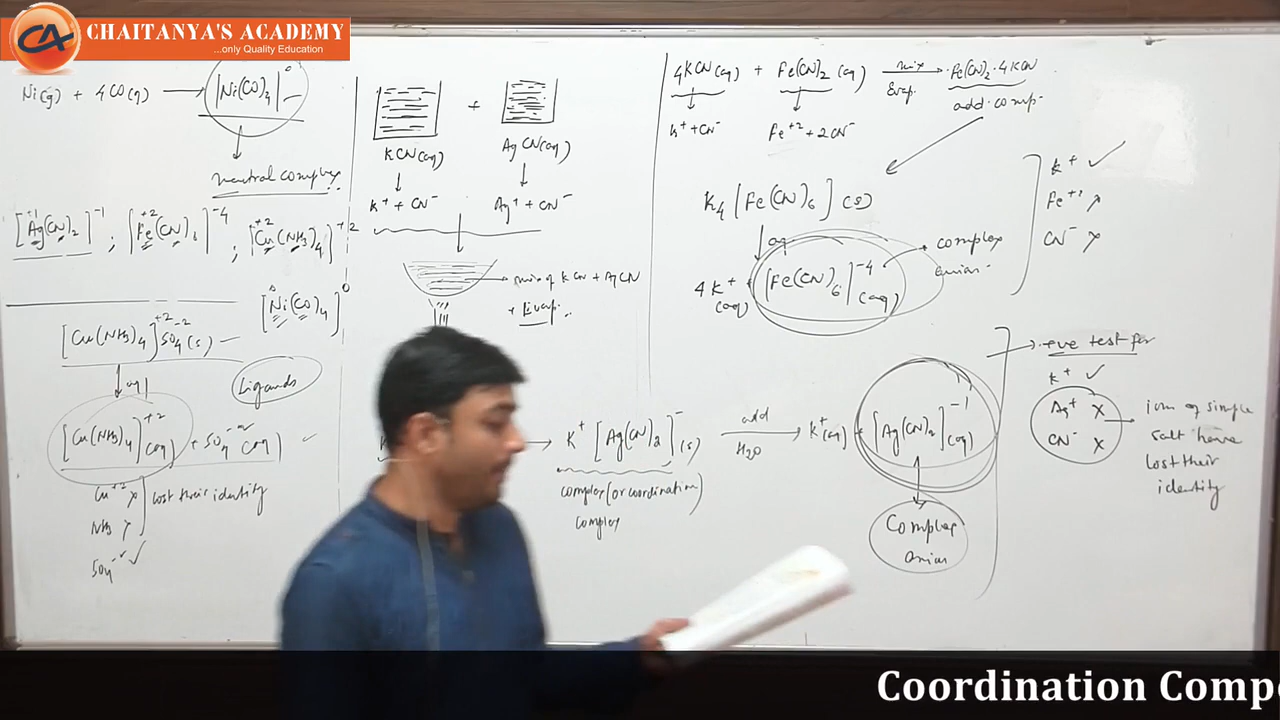 CHAITANYA'S ACADEMY
...only Quality Education
CA
Ni(g) + 4CO(g) → [Ni(CO)4]⁰
neutral complex
[Ag(CN)2]⁻¹ ; [Fe(CN)6]⁻⁴ ; [Cu(NH3)4]⁺²
+1 +2 +2
[Ni(CO)4]⁰
[Cu(NH3)4]⁺² SO4⁻² (s)
aq
Ligands
[Cu(NH3)4]⁺² (aq) + SO4⁻² (aq) ✓
Cu⁺² x
NH3 x
lost their identity
SO4⁻⁻ ✓
+
KCN(aq) AgCN(aq)
K⁺ + CN⁻ Ag⁺ + CN⁻
mix of KCN + AgCN
+ Evap.
→ K⁺ [Ag(CN)2]⁻ (s)
complex (or coordination)
complex
add
H2O
→ K⁺(aq) + [Ag(CN)2]⁻¹ (aq)
Complex
anion
4KCN(aq) + Fe(CN)2 (aq) mix Evap. → Fe(CN)2·4KCN
K⁺ + CN⁻ Fe⁺² + 2CN⁻
add. comp.
K4[Fe(CN)6](s)
aq
4K⁺ (aq) + [Fe(CN)6]⁻⁴ (aq)
complex
anion
K⁺ ✓
Fe⁺² x
CN⁻ x
+eve test for
K⁺ ✓
Ag⁺ x
CN⁻ x
ions of simple
salt have
lost their
identity
Coordination Comp